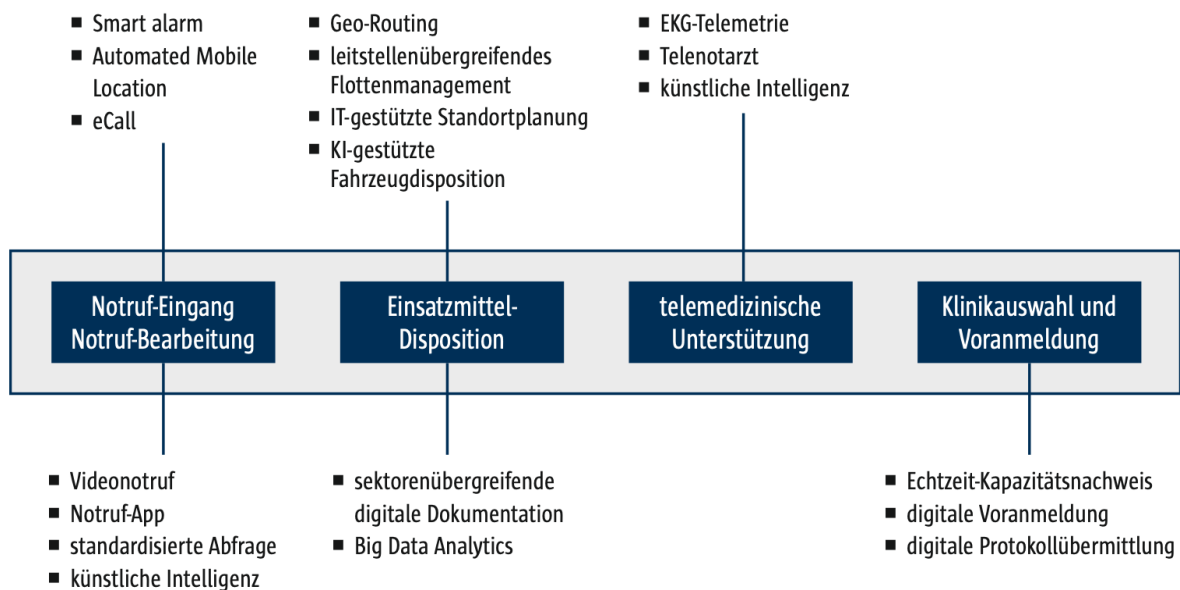 ■ Smart alarm
■ Automated Mobile
Location
■ eCall
■ Geo-Routing
■ leitstellenübergreifendes
Flottenmanagement
■ IT-gestützte Standortplanung
■ KI-gestützte
Fahrzeugdisposition
■ EKG-Telemetrie
■ Telenotarzt
■ künstliche Intelligenz
Notruf-Eingang
Notruf-Bearbeitung
Einsatzmittel-
Disposition
telemedizinische
Unterstützung
Klinikauswahl und
Voranmeldung
■ Videonotruf
■ Notruf-App
■ standardisierte Abfrage
■ künstliche Intelligenz
■ sektorenübergreifende
digitale Dokumentation
■ Big Data Analytics
■ Echtzeit-Kapazitätsnachweis
■ digitale Voranmeldung
■ digitale Protokollübermittlung